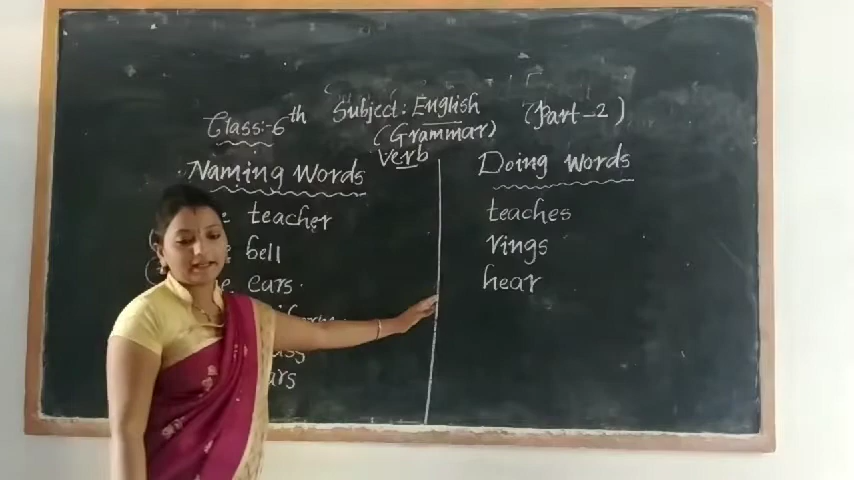 Class:- 6th Subject: English (Part-2)
(Grammar)
Verb
Naming Words Doing Words
teacher teaches
bell rings
ears hear